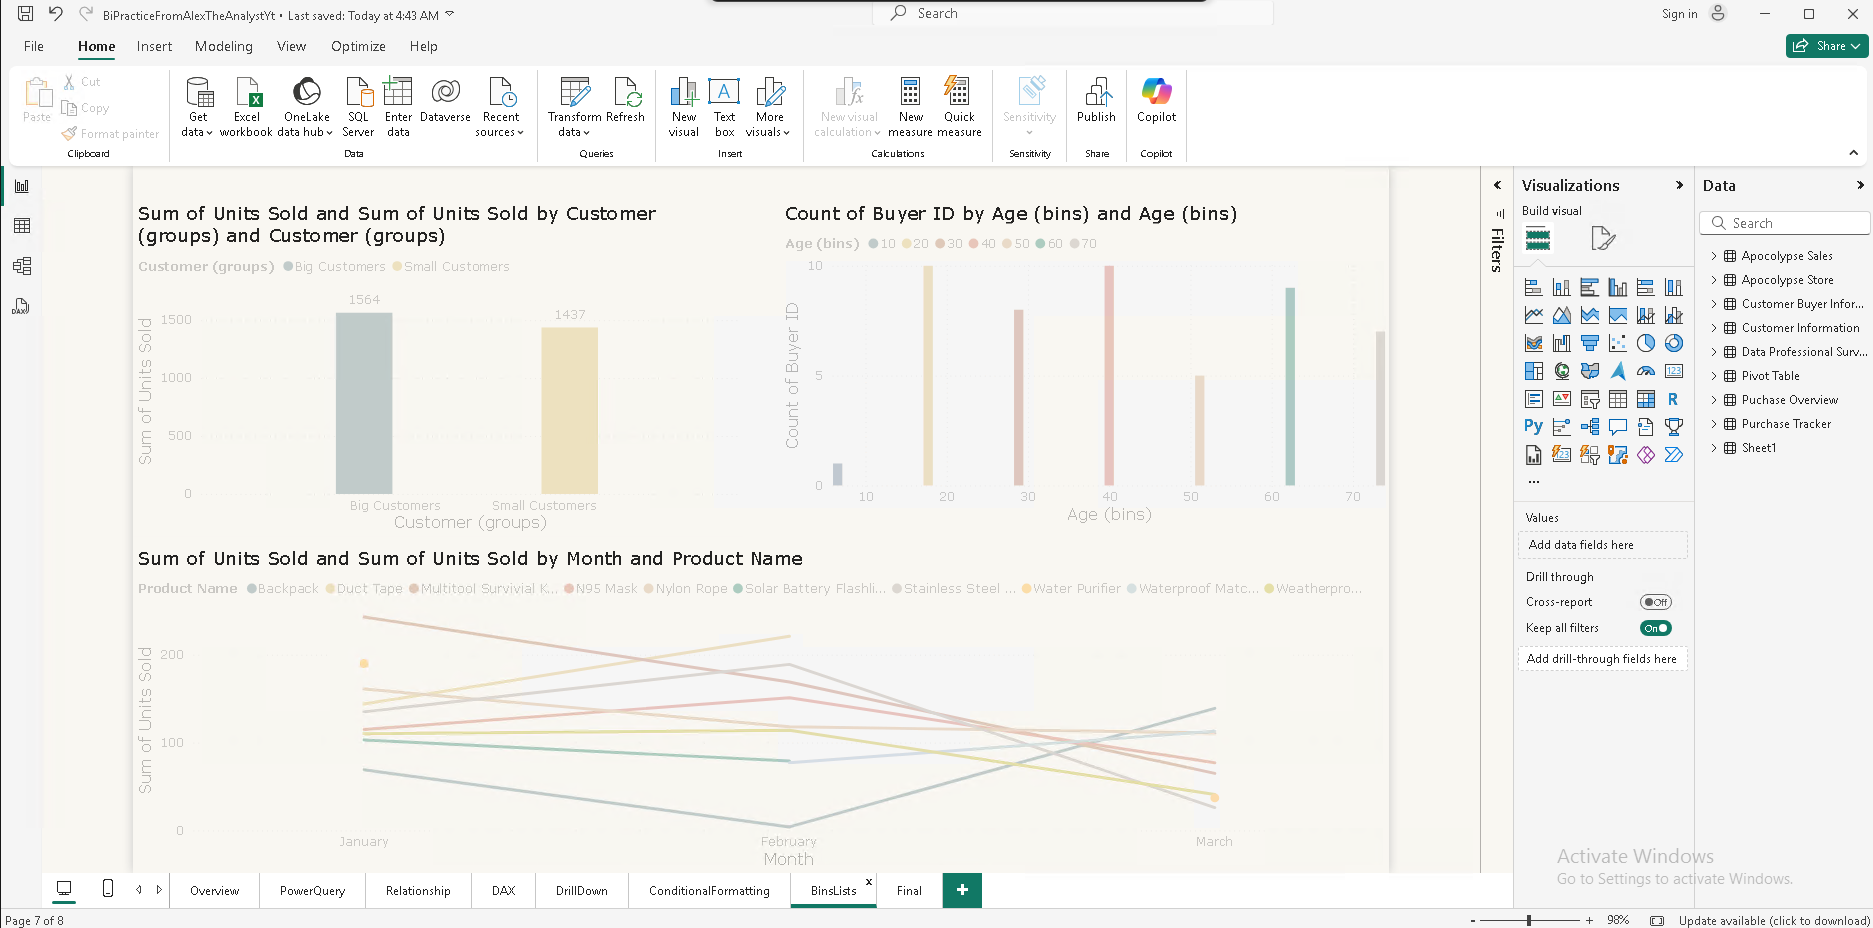 BiPracticeFromAlexTheAnalystYt • Last saved: Today at 4:43 AM
Search
Sign in
File Home Insert Modeling View Optimize Help
Share
Paste
Cut
Copy
Format painter
Clipboard
Get data
Excel workbook
OneLake data hub
SQL Server
Enter data
Dataverse
Recent sources
Data
Transform data
Refresh
Queries
New visual
Text box
More visuals
Insert
New visual calculation
New measure
Quick measure
Calculations
Sensitivity
Sensitivity
Publish
Share
Copilot
Copilot
Sum of Units Sold and Sum of Units Sold by Customer
(groups) and Customer (groups)
Customer (groups) Big Customers Small Customers
1564
1437
Sum of Units Sold
1500
1000
500
0
Big Customers Small Customers
Customer (groups)
Count of Buyer ID by Age (bins) and Age (bins)
Age (bins) 10 20 30 40 50 60 70
Count of Buyer ID
10
5
0
10 20 30 40 50 60 70
Age (bins)
Sum of Units Sold and Sum of Units Sold by Month and Product Name
Product Name Backpack Duct Tape Multitool Survivial K... N95 Mask Nylon Rope Solar Battery Flashli... Stainless Steel ... Water Purifier Waterproof Matc... Weatherpro...
Sum of Units Sold
200
100
0
January February March
Month
Filters
Visualizations
Build visual
123
R
Py
123
...
Values
Add data fields here
Drill through
Cross-report Off
Keep all filters On
Add drill-through fields here
Data
Search
Apocolypse Sales
Apocolypse Store
Customer Buyer Infor...
Customer Information
Data Professional Surv...
Pivot Table
Puchase Overview
Purchase Tracker
Sheet1
DAX
Activate Windows
Go to Settings to activate Windows.
Overview PowerQuery Relationship DAX DrillDown ConditionalFormatting BinsLists x Final +
Page 7 of 8
- + 98% Update available (click to download)